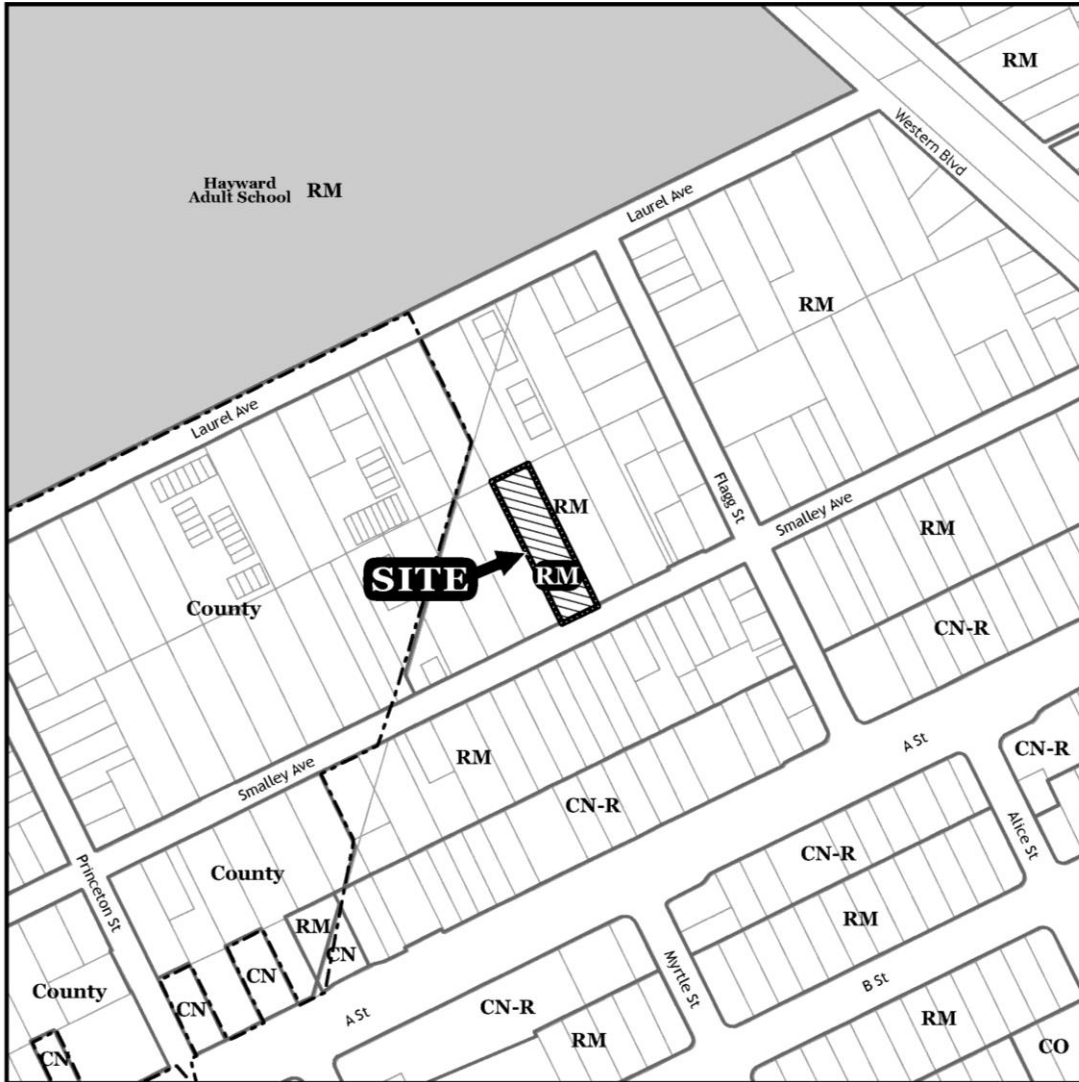 RM
Western Blvd
Hayward
Adult School
RM
Laurel Ave
RM
Laurel Ave
RM
Flagg St
Smalley Ave
RM
SITE
RM
County
CN-R
RM
Smalley Ave
A St
CN-R
CN-R
Alice St
CN-R
Princeton St
County
RM
RM
CN
CN
Myrtle St
B St
County
CN
CN-R
A St
RM
RM
CN
CO